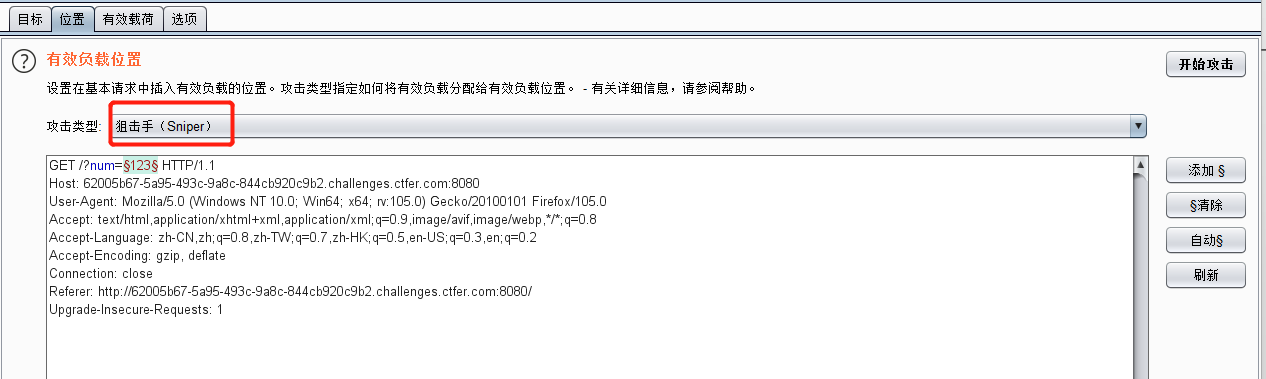 目标 位置 有效载荷 选项
? 有效负载位置
开始攻击
设置在基本请求中插入有效负载的位置。攻击类型指定如何将有效负载分配给有效负载位置。 - 有关详细信息，请参阅帮助。
攻击类型: 狙击手（Sniper）
GET /?num=§123§ HTTP/1.1
Host: 62005b67-5a95-493c-9a8c-844cb920c9b2.challenges.ctfer.com:8080
User-Agent: Mozilla/5.0 (Windows NT 10.0; Win64; x64; rv:105.0) Gecko/20100101 Firefox/105.0
Accept: text/html,application/xhtml+xml,application/xml;q=0.9,image/avif,image/webp,*/*;q=0.8
Accept-Language: zh-CN,zh;q=0.8,zh-TW;q=0.7,zh-HK;q=0.5,en-US;q=0.3,en;q=0.2
Accept-Encoding: gzip, deflate
Connection: close
Referer: http://62005b67-5a95-493c-9a8c-844cb920c9b2.challenges.ctfer.com:8080/
Upgrade-Insecure-Requests: 1
添加 §
§清除
自动§
刷新